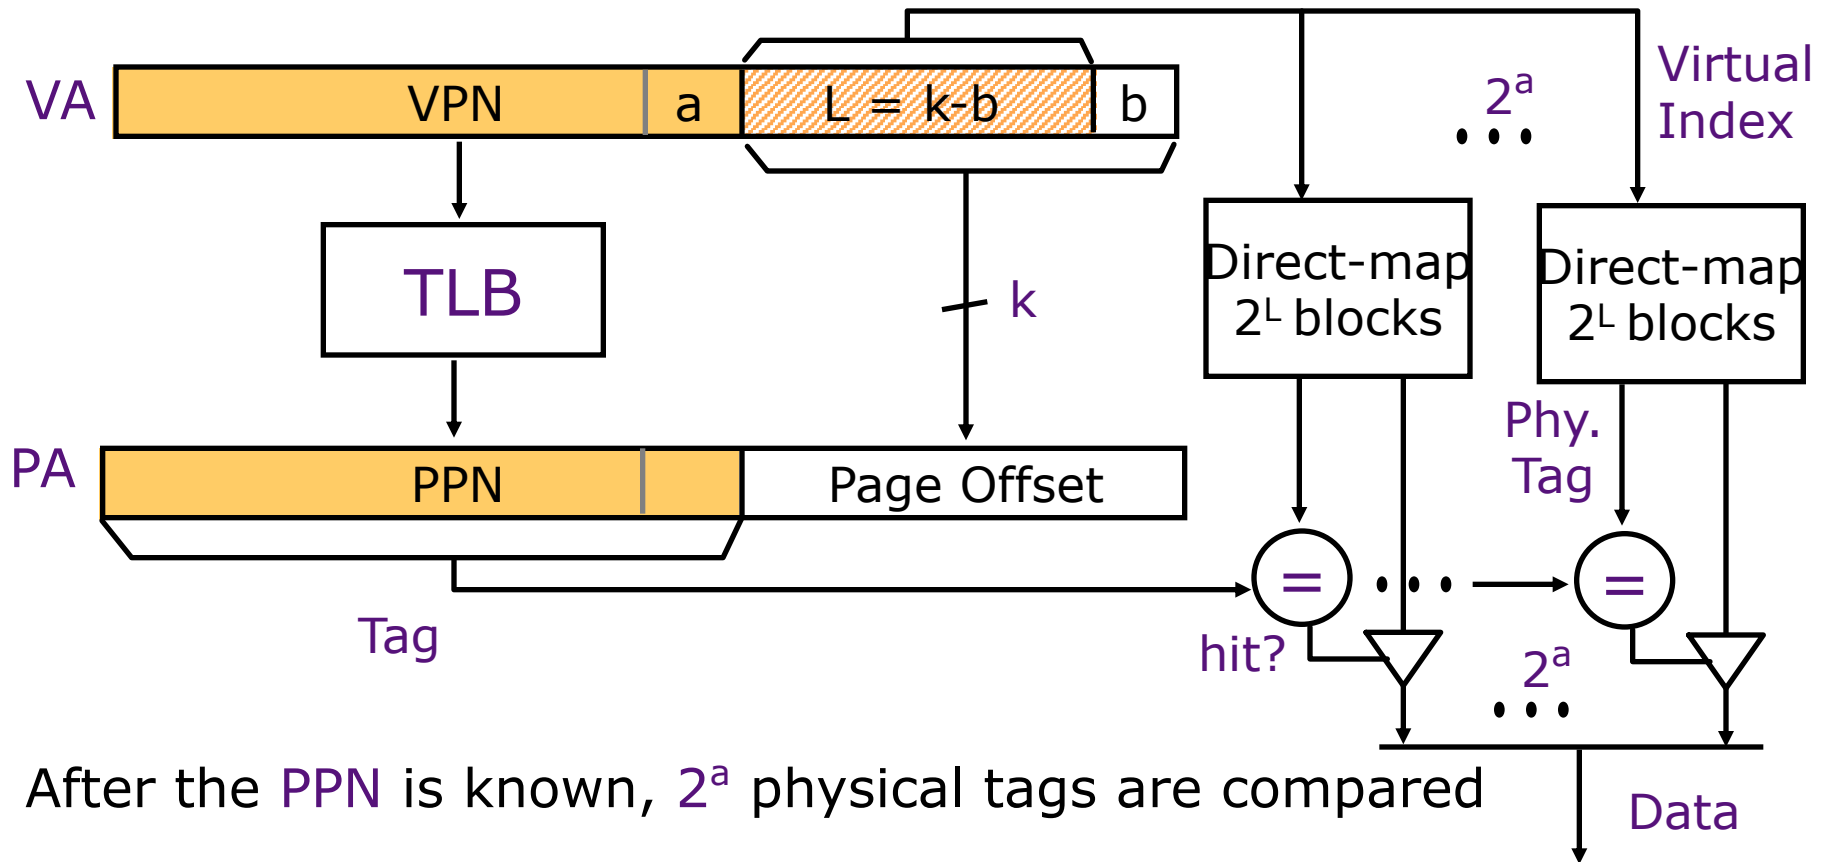 VA
VPN
a
L = k-b
b
2ᵃ
Virtual
Index
TLB
k
Direct-map
2ᴸ blocks
Direct-map
2ᴸ blocks
PA
PPN
Page Offset
Phy.
Tag
=
=
Tag
hit?
2ᵃ
After the PPN is known, 2ᵃ physical tags are compared
Data